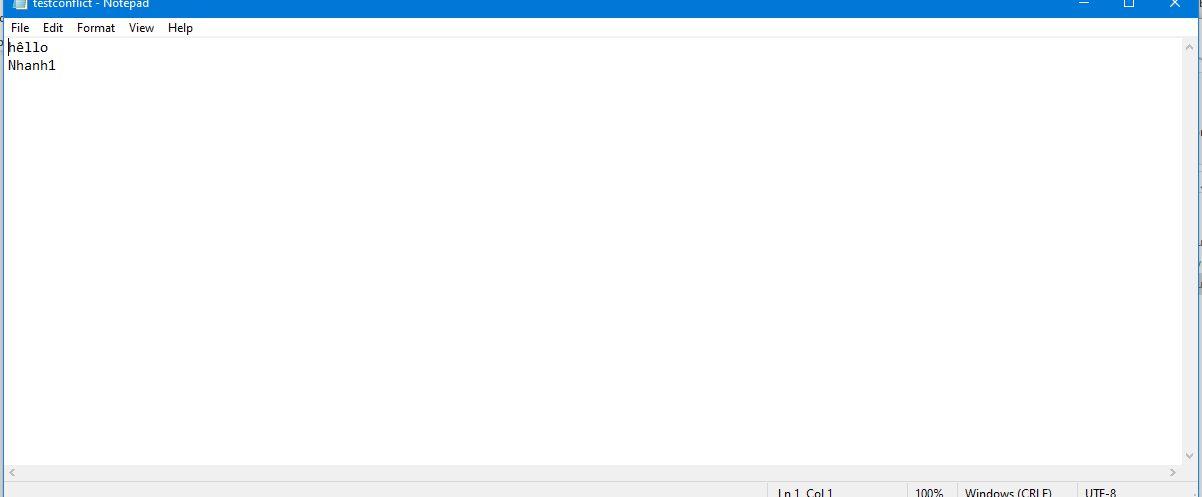 testconflict - Notepad
File Edit Format View Help
hêllo
Nhanh1
Ln 1, Col 1 100% Windows (CRLF) UTF-8